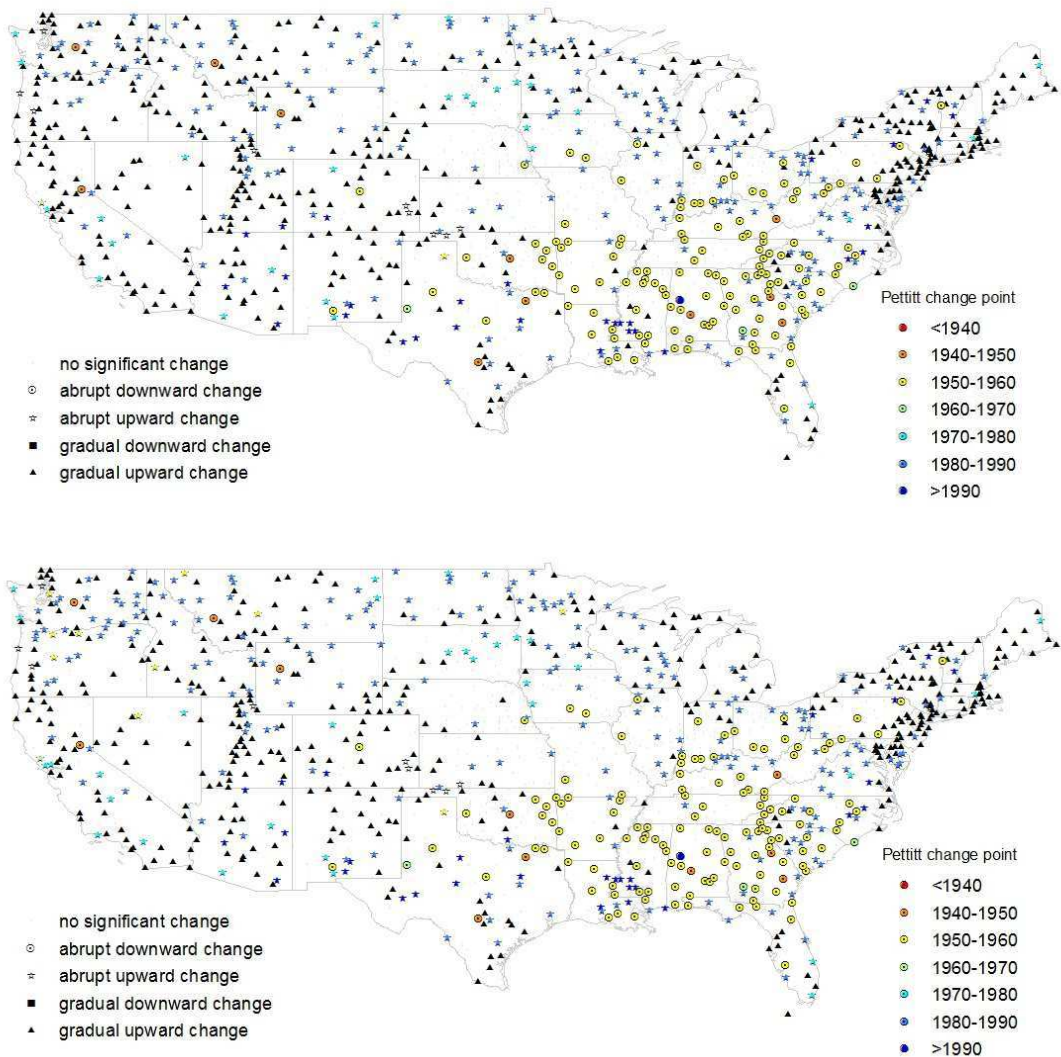 Pettitt change point
<1940
1940-1950
no significant change
1950-1960
abrupt downward change
1960-1970
abrupt upward change
1970-1980
gradual downward change
1980-1990
gradual upward change
>1990
Pettitt change point
<1940
1940-1950
no significant change
1950-1960
abrupt downward change
1960-1970
abrupt upward change
1970-1980
gradual downward change
1980-1990
gradual upward change
>1990